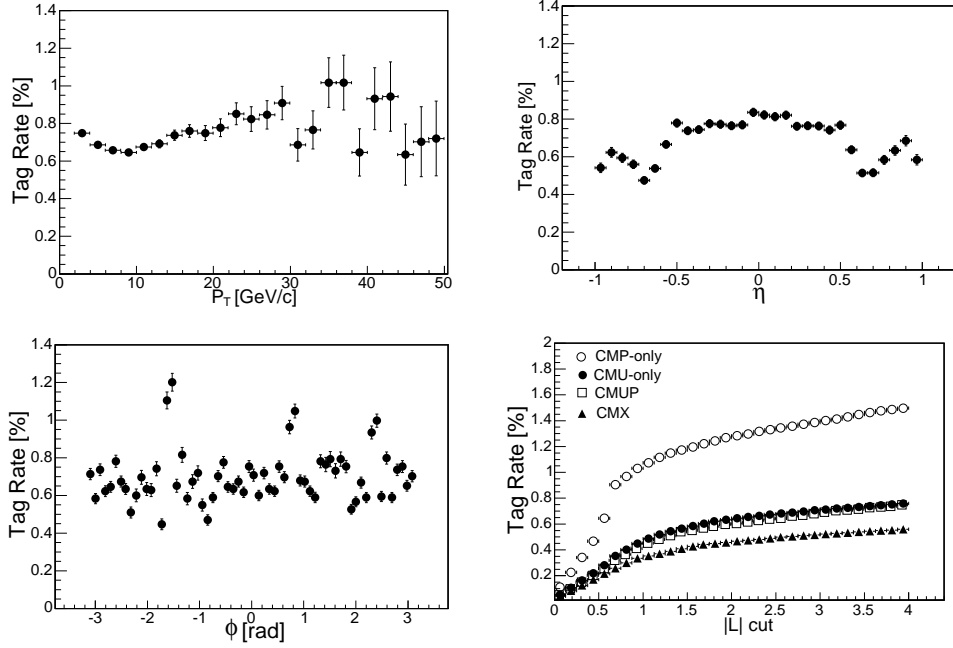 Tag Rate [%]
1.4
1.2
1
0.8
0.6
0.4
0.2
0
0 10 20 30 40 50
P_T [GeV/c]
Tag Rate [%]
1.4
1.2
1
0.8
0.6
0.4
0.2
0
-1 -0.5 0 0.5 1
η
Tag Rate [%]
1.4
1.2
1
0.8
0.6
0.4
0.2
0
-3 -2 -1 0 1 2 3
ϕ [rad]
Tag Rate [%]
2
1.8
1.6
1.4
1.2
1
0.8
0.6
0.4
0.2
CMP-only
CMU-only
CMUP
CMX
0 0.5 1 1.5 2 2.5 3 3.5 4
|L| cut